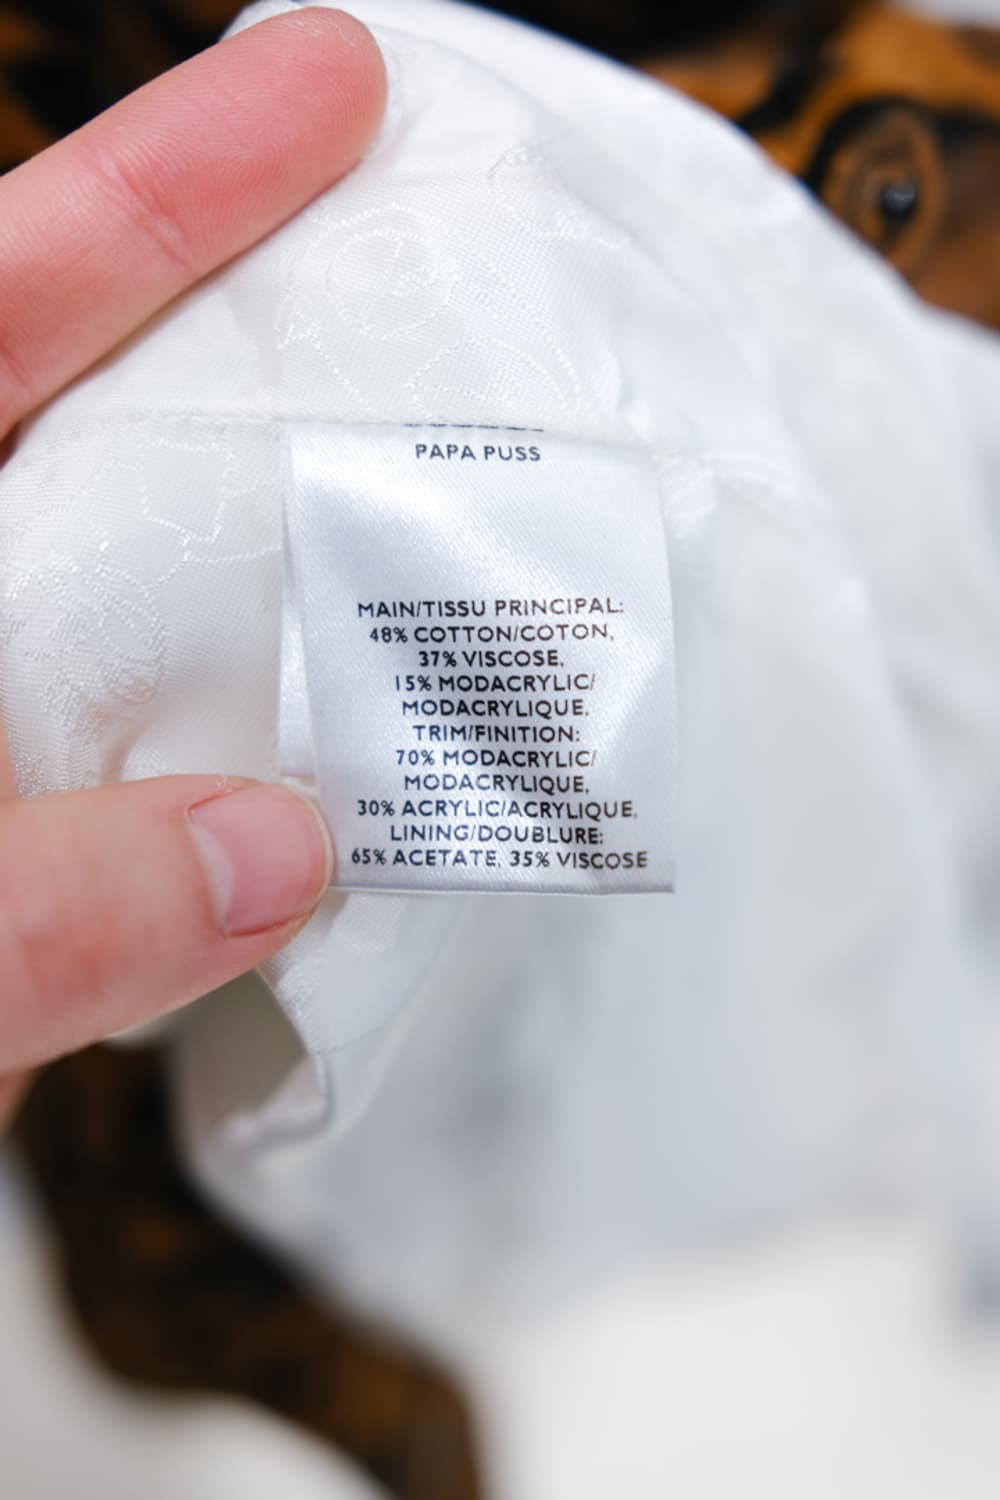 PAPA PUSS
MAIN/TISSU PRINCIPAL:
48% COTTON/COTON,
37% VISCOSE,
15% MODACRYLIC/
MODACRYLIQUE.
TRIM/FINITION:
70% MODACRYLIC/
MODACRYLIQUE,
30% ACRYLIC/ACRYLIQUE,
LINING/DOUBLURE:
65% ACETATE, 35% VISCOSE